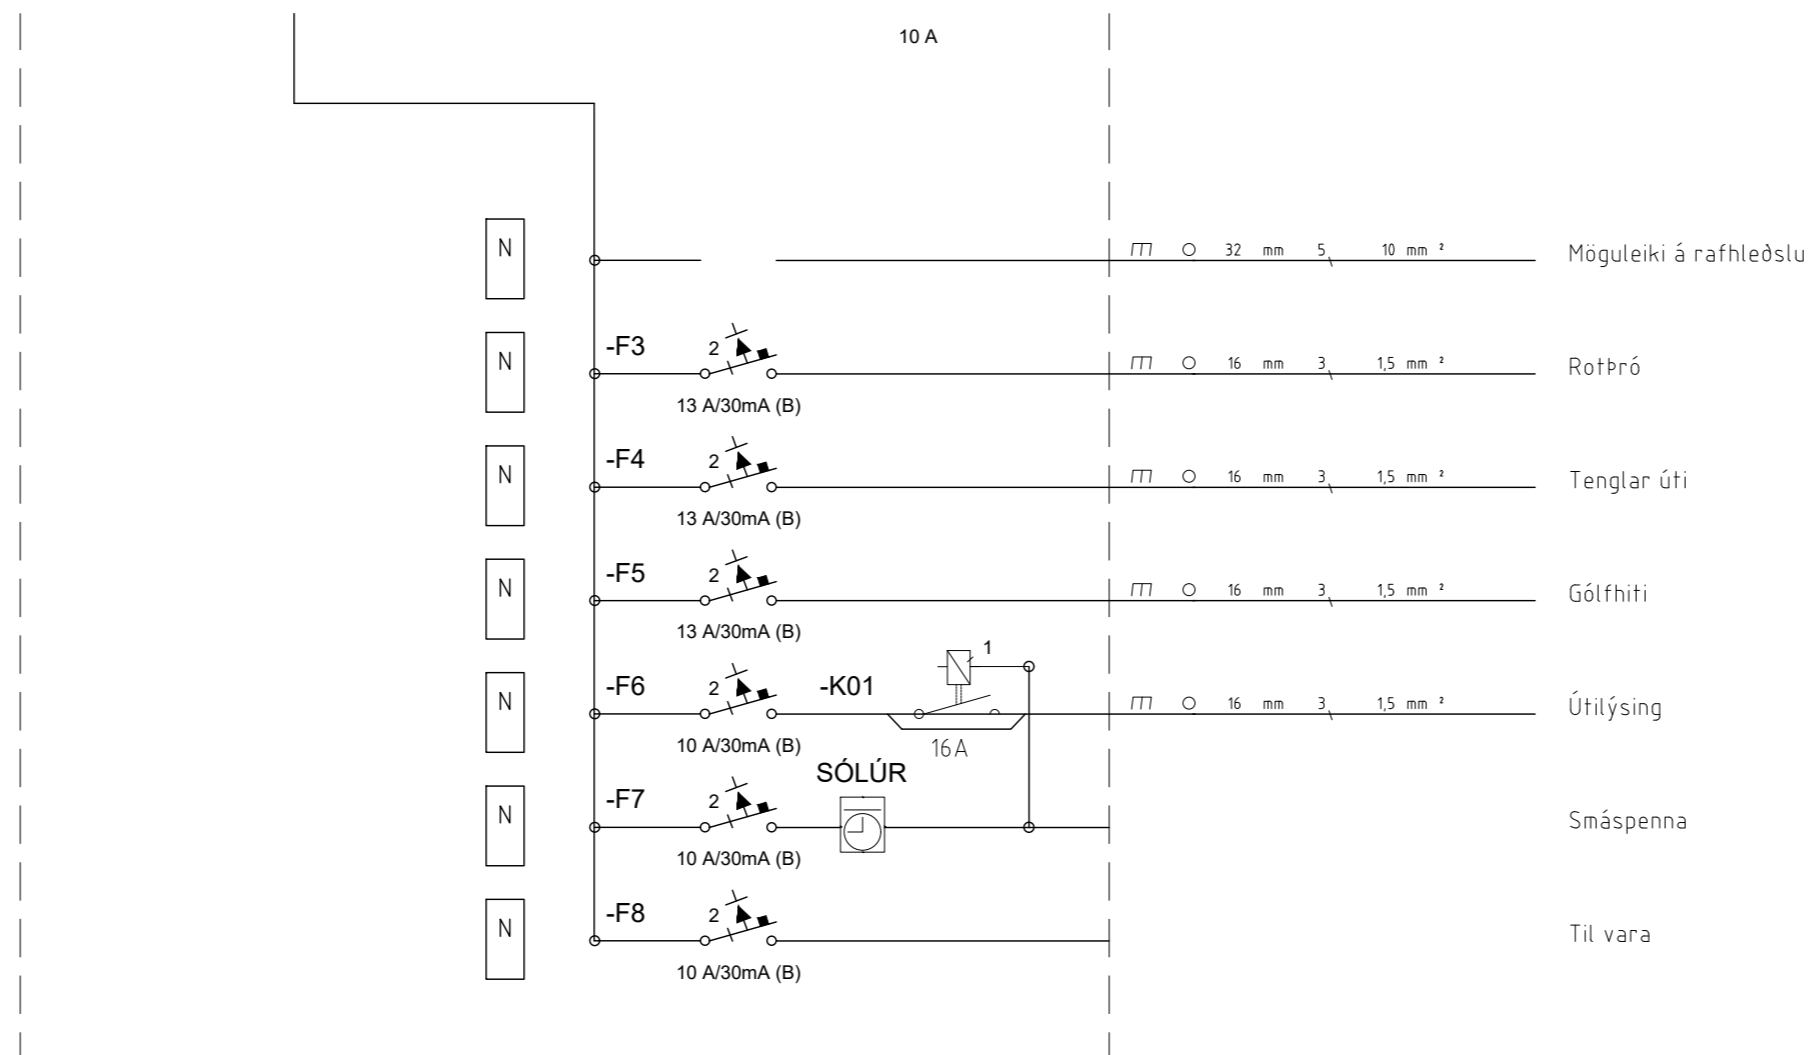 10 A
N 32 mm 5 10 mm ² Möguleiki á rafhleðslu
N -F3 2 16 mm 3 1,5 mm ² Rotþró
13 A/30mA (B)
N -F4 2 16 mm 3 1,5 mm ² Tenglar úti
13 A/30mA (B)
N -F5 2 16 mm 3 1,5 mm ² Gólfhiti
13 A/30mA (B)
1
N -F6 2 -K01 16 mm 3 1,5 mm ² Útilýsing
10 A/30mA (B) 16A
SÓLÚR
N -F7 2 Smáspenna
10 A/30mA (B)
N -F8 2 Til vara
10 A/30mA (B)